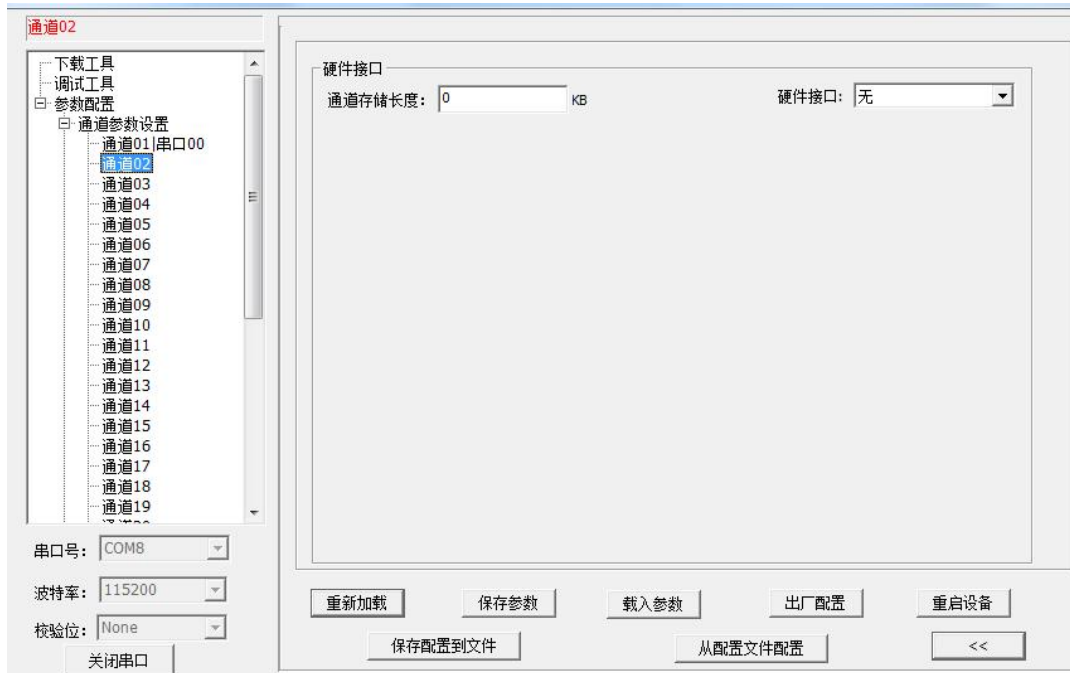 通道02
下载工具
调试工具
参数配置
通道参数设置
通道01|串口00
通道02
通道03
通道04
通道05
通道06
通道07
通道08
通道09
通道10
通道11
通道12
通道13
通道14
通道15
通道16
通道17
通道18
通道19
串口号: COM8
波特率: 115200
校验位: None
关闭串口
硬件接口
通道存储长度: 0 KB 硬件接口: 无
重新加载 保存参数 载入参数 出厂配置 重启设备
保存配置到文件 从配置文件配置 <<